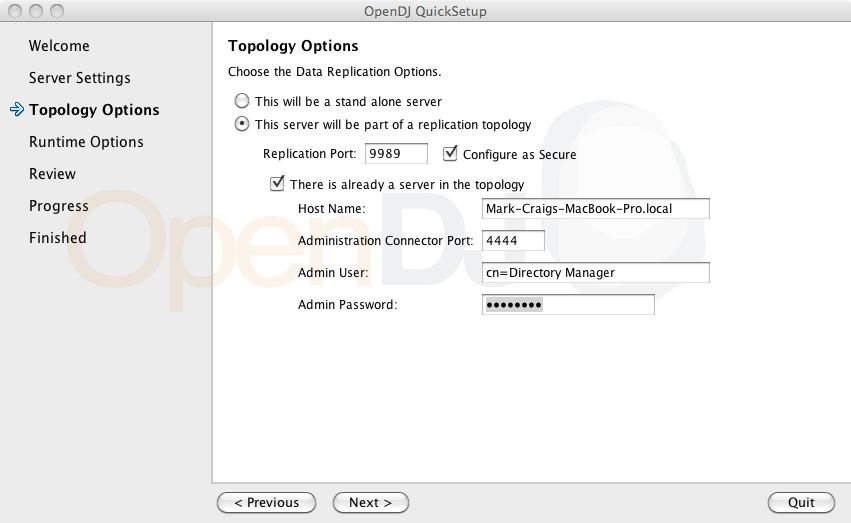 OpenDJ QuickSetup
Welcome
Server Settings
Topology Options
Runtime Options
Review
Progress
Finished
OpenDJ
Topology Options
Choose the Data Replication Options.
This will be a stand alone server
This server will be part of a replication topology
Replication Port: 9989 Configure as Secure
There is already a server in the topology
Host Name: Mark-Craigs-MacBook-Pro.local
Administration Connector Port: 4444
Admin User: cn=Directory Manager
Admin Password: ••••••••
< Previous Next > Quit